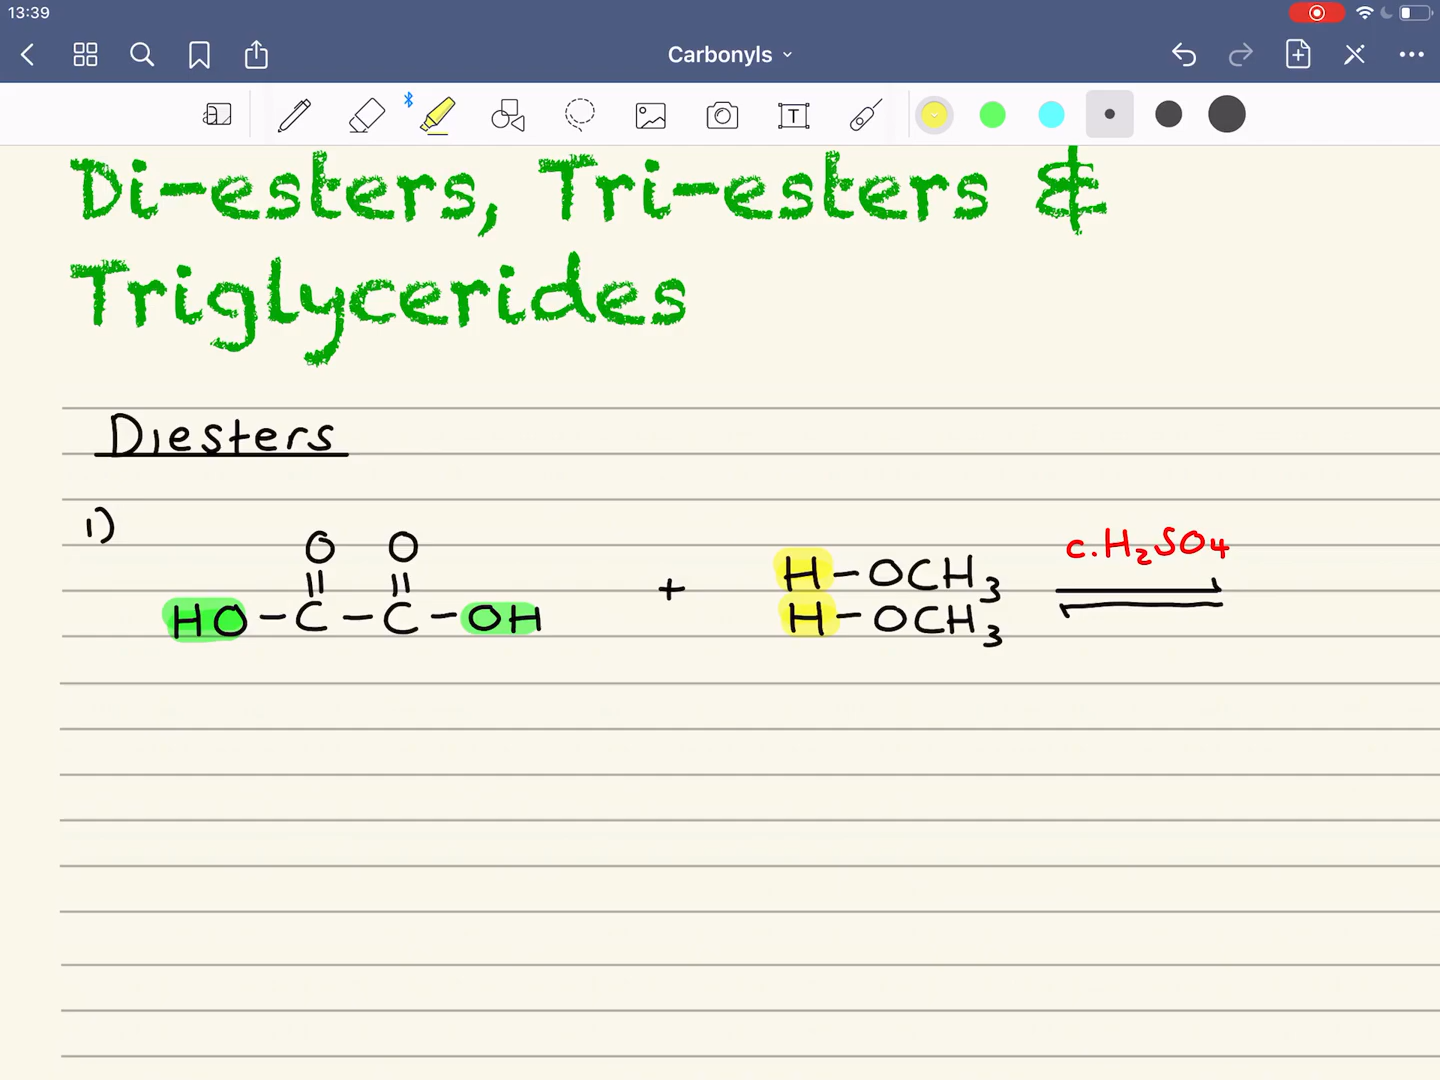 13:39
Carbonyls
T
Di-esters, Tri-esters &
Triglycerides
Diesters
1)
O O
HO-C-C-OH + H-OCH₃ c.H₂SO₄
H-OCH₃